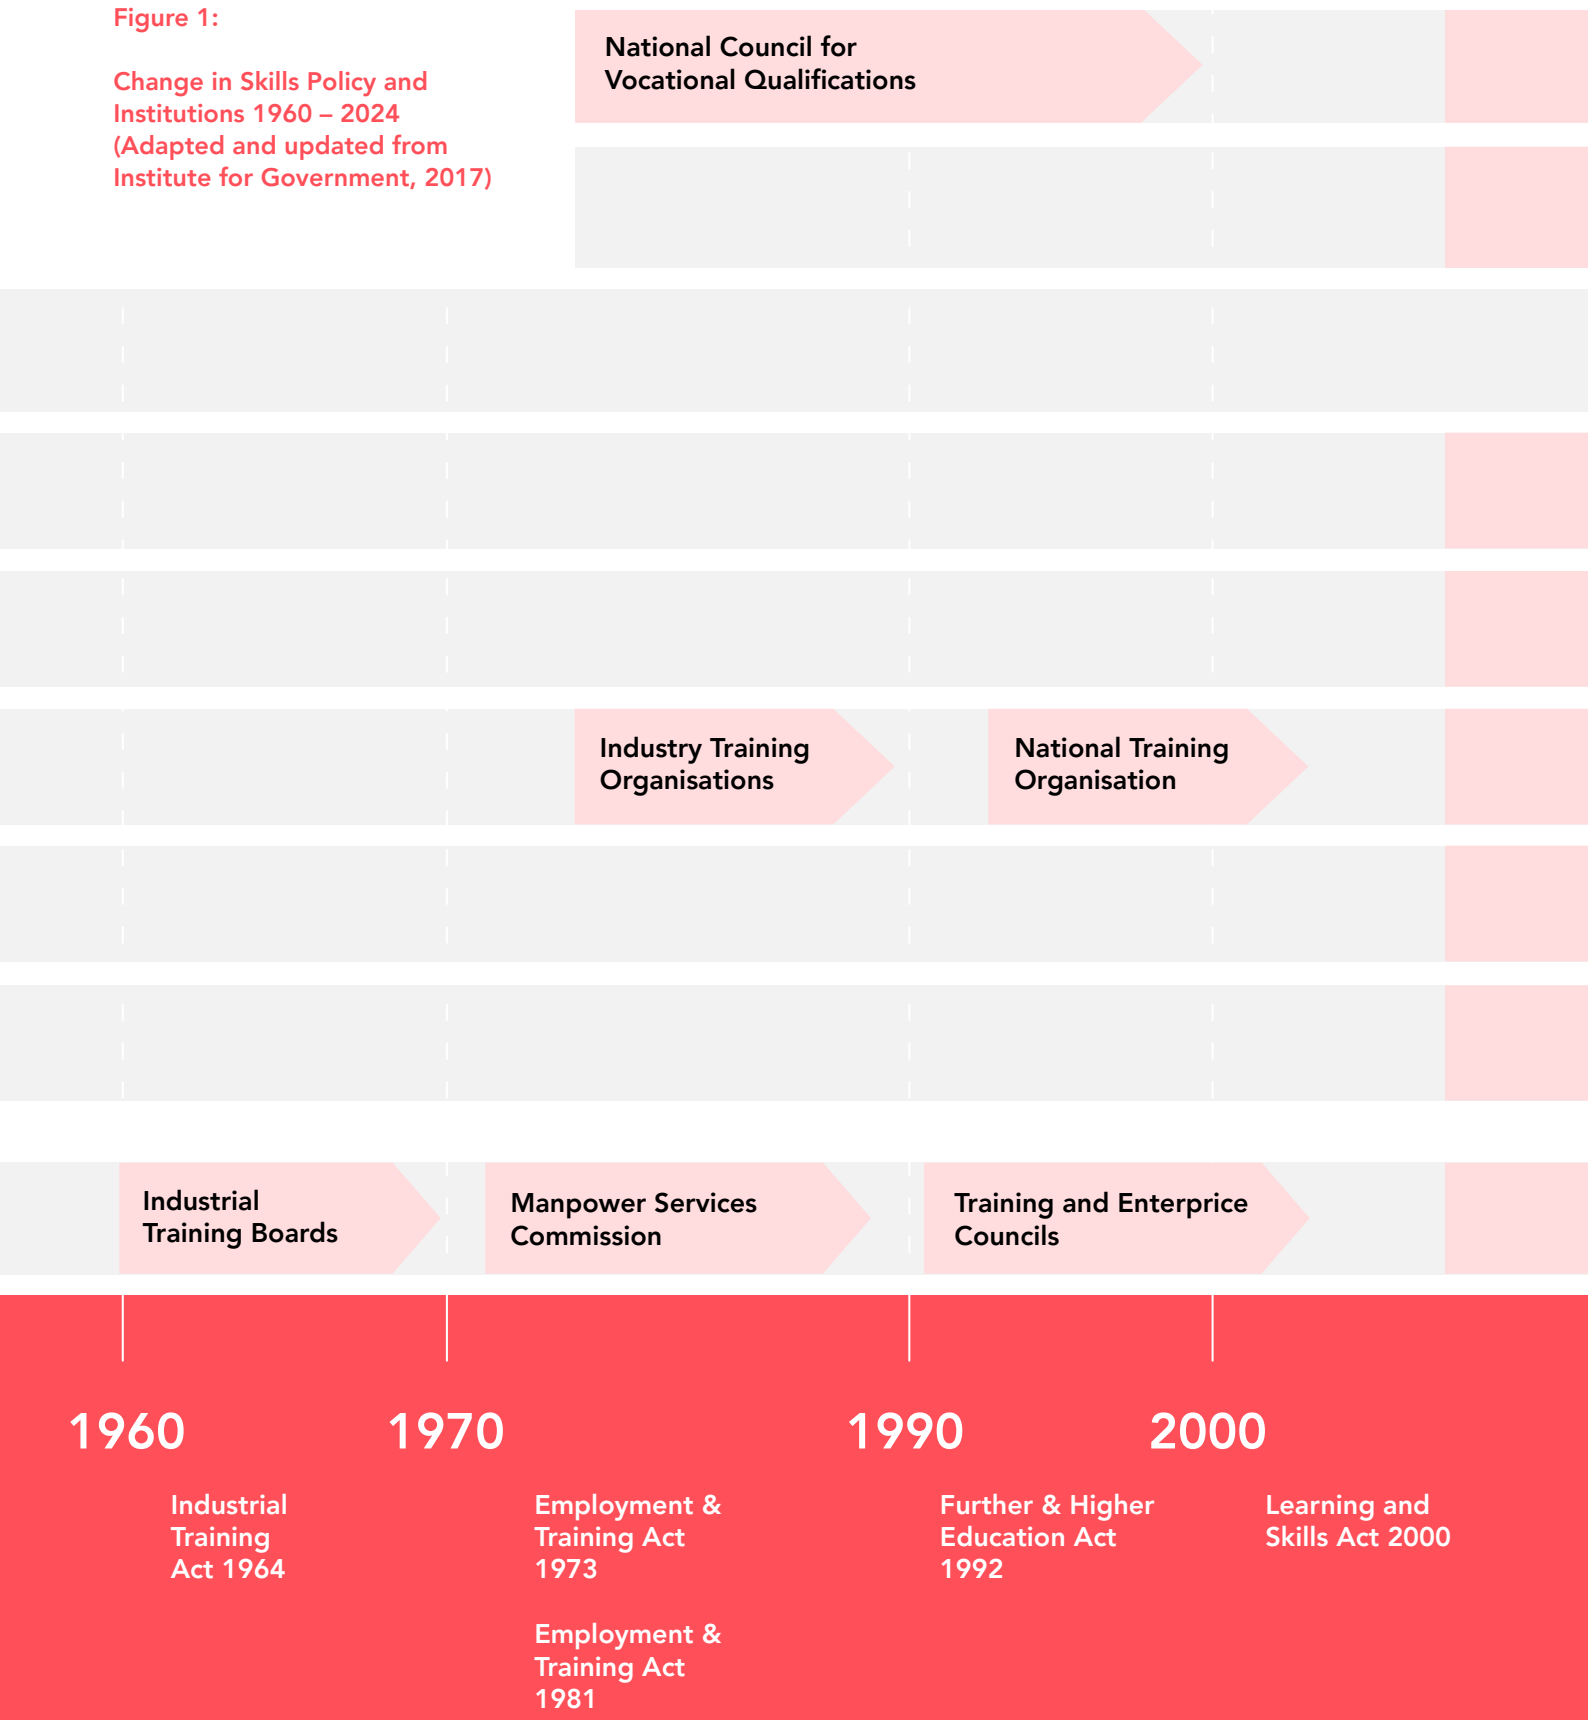 Figure 1:
Change in Skills Policy and
Institutions 1960 – 2024
(Adapted and updated from
Institute for Government, 2017)
National Council for
Vocational Qualifications
Industry Training
Organisations
National Training
Organisation
Industrial
Training Boards
Manpower Services
Commission
Training and Enterprice
Councils
1960
1970
1990
2000
Industrial
Training
Act 1964
Employment &
Training Act
1973
Employment &
Training Act
1981
Further & Higher
Education Act
1992
Learning and
Skills Act 2000